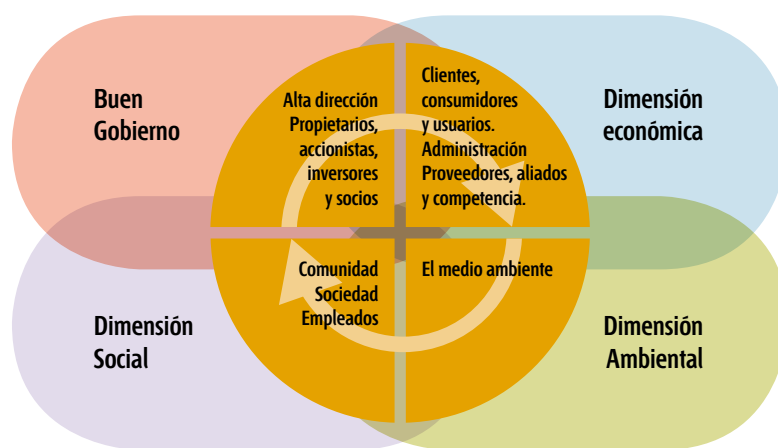 Buen
Gobierno
Alta dirección
Propietarios,
accionistas,
inversores
y socios
Clientes,
consumidores
y usuarios.
Administración
Proveedores, aliados
y competencia.
Dimensión
económica
Dimensión
Social
Comunidad
Sociedad
Empleados
El medio ambiente
Dimensión
Ambiental